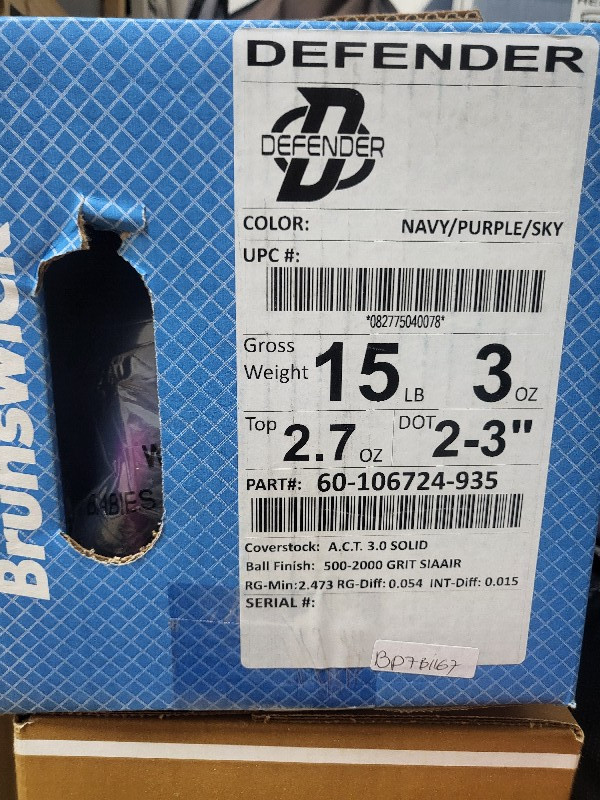 DEFENDER
D
DEFENDER
COLOR: NAVY/PURPLE/SKY
UPC #:
*082775040078*
Gross Weight 15 LB 3 OZ
Top 2.7 OZ DOT 2-3"
PART#: 60-106724-935
Coverstock: A.C.T. 3.0 SOLID
Ball Finish: 500-2000 GRIT SIAAIR
RG-Min:2.473 RG-Diff: 0.054 INT-Diff: 0.015
SERIAL #:
BP7B1167
Brunswick
BABIES